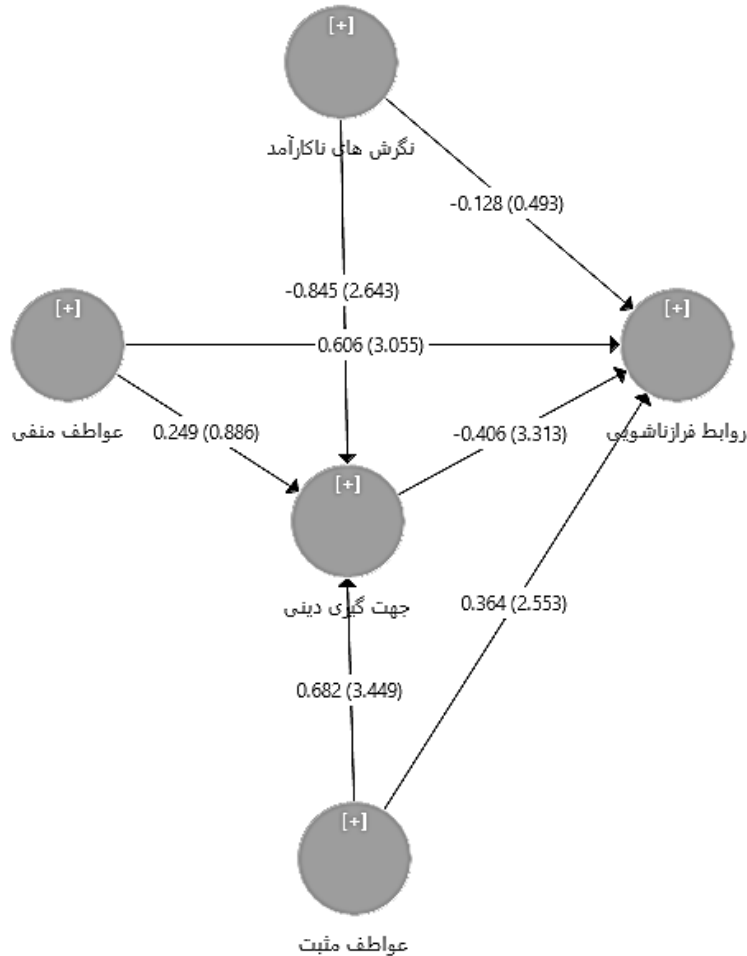 [+]
نگرش های ناکارآمد
-0.128 (0.493)
-0.845 (2.643)
[+]
[+]
0.606 (3.055)
عواطف منفی
0.249 (0.886)
-0.406 (3.313)
روابط فرازناشویی
[+]
جهت گیری دینی
0.364 (2.553)
0.682 (3.449)
[+]
عواطف مثبت